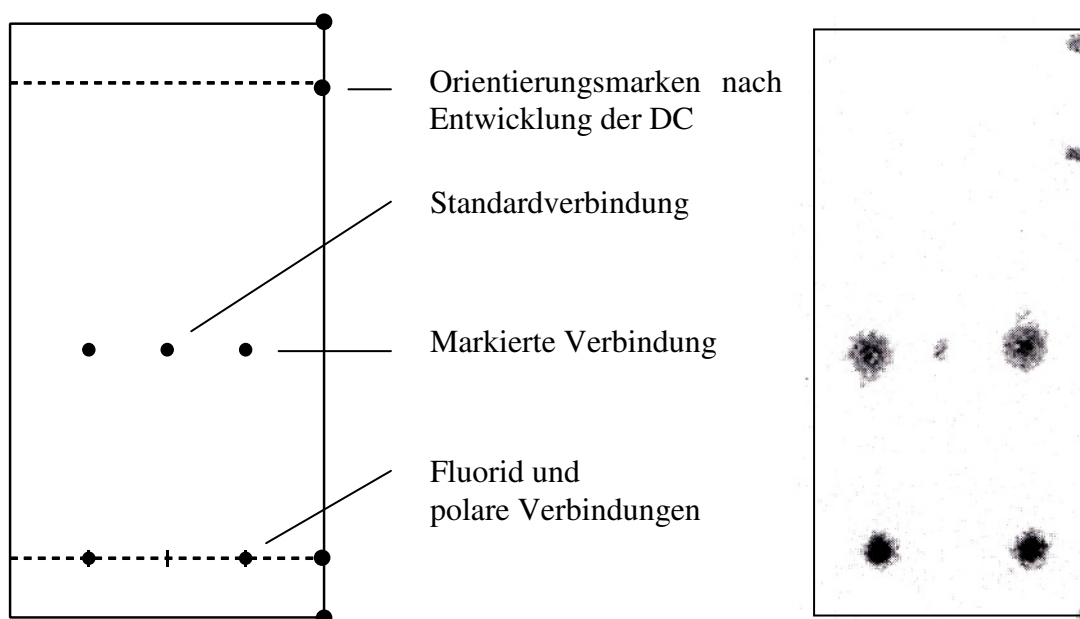 Orientierungsmarken nach
Entwicklung der DC
Standardverbindung
Markierte Verbindung
Fluorid und
polare Verbindungen